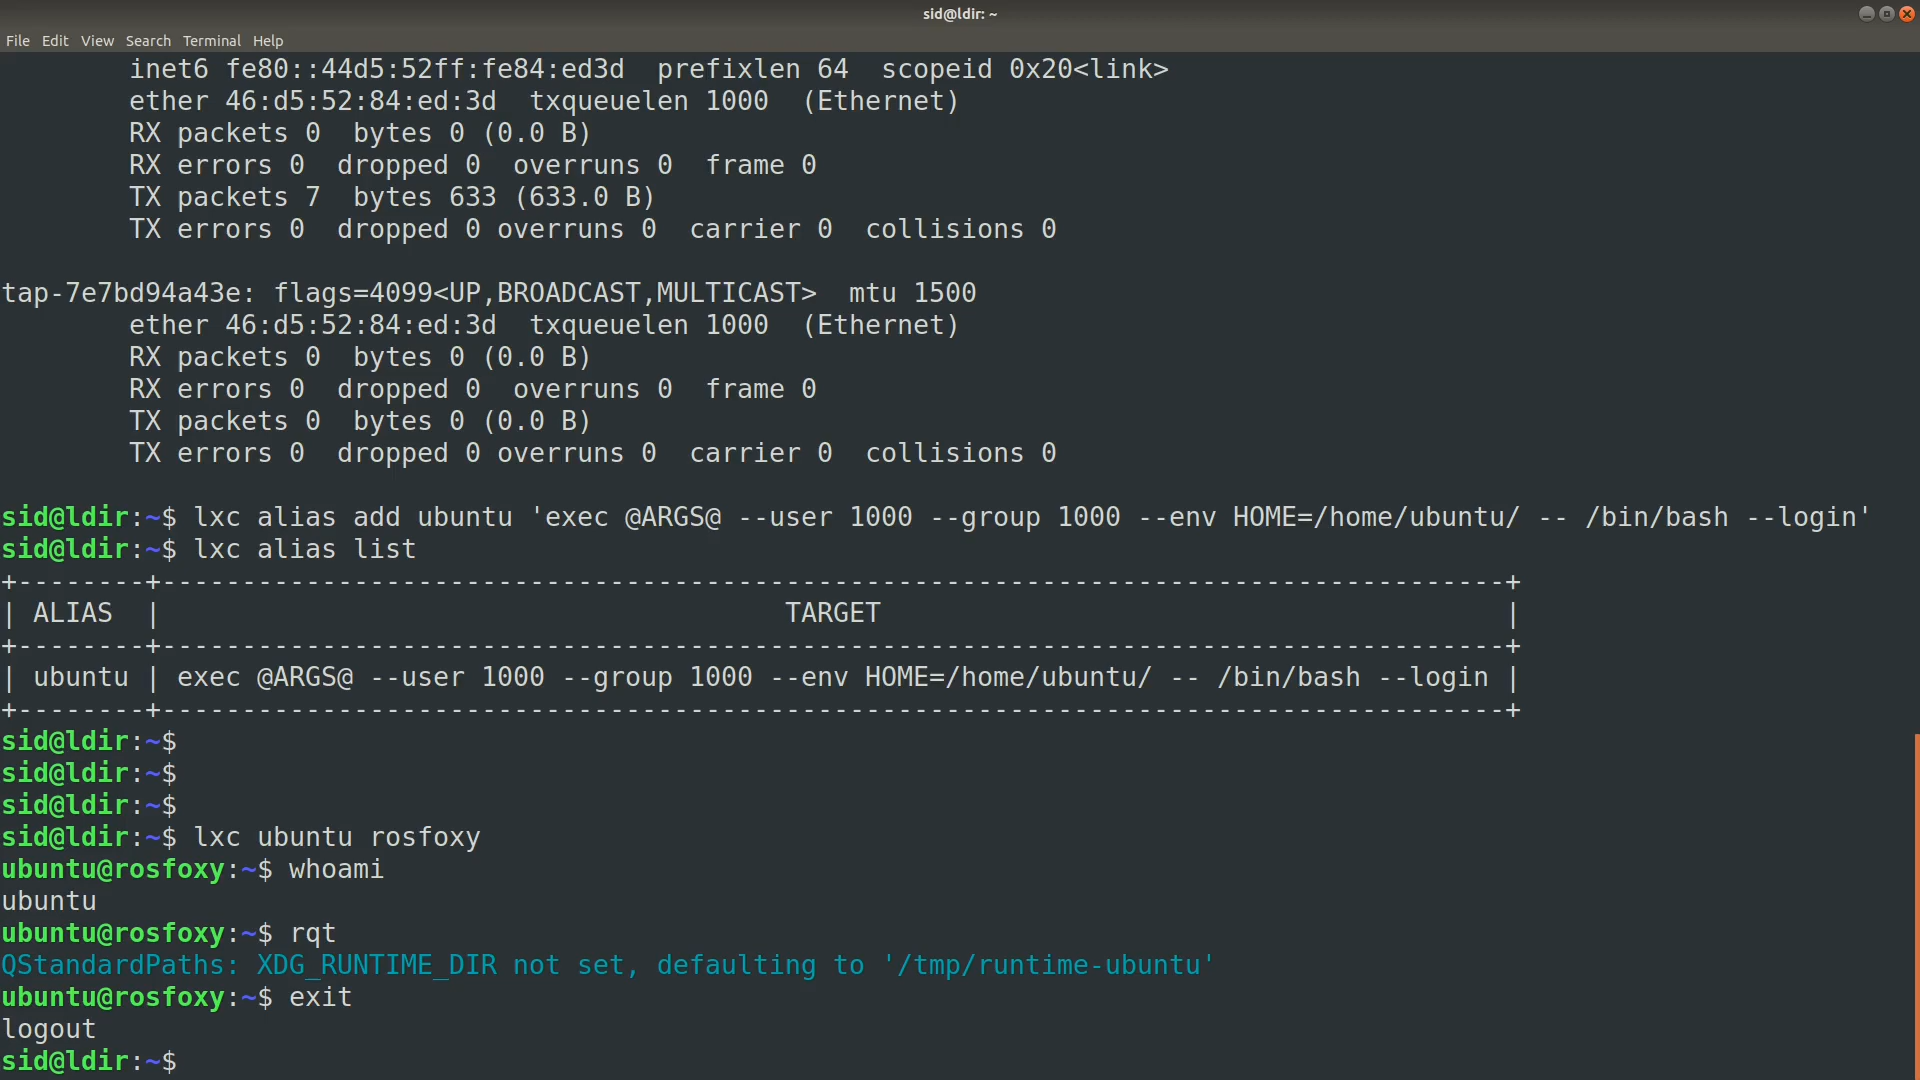 sid@ldir: ~
File Edit View Search Terminal Help
inet6 fe80::44d5:52ff:fe84:ed3d  prefixlen 64  scopeid 0x20<link>
ether 46:d5:52:84:ed:3d  txqueuelen 1000  (Ethernet)
RX packets 0  bytes 0 (0.0 B)
RX errors 0  dropped 0  overruns 0  frame 0
TX packets 7  bytes 633 (633.0 B)
TX errors 0  dropped 0 overruns 0  carrier 0  collisions 0
tap-7e7bd94a43e: flags=4099<UP,BROADCAST,MULTICAST>  mtu 1500
ether 46:d5:52:84:ed:3d  txqueuelen 1000  (Ethernet)
RX packets 0  bytes 0 (0.0 B)
RX errors 0  dropped 0  overruns 0  frame 0
TX packets 0  bytes 0 (0.0 B)
TX errors 0  dropped 0 overruns 0  carrier 0  collisions 0
sid@ldir:~$ lxc alias add ubuntu 'exec @ARGS@ --user 1000 --group 1000 --env HOME=/home/ubuntu/ -- /bin/bash --login'
sid@ldir:~$ lxc alias list
+--------+------------------------------------------------------------------------------------+
| ALIAS  |                                       TARGET                                       |
+--------+------------------------------------------------------------------------------------+
| ubuntu | exec @ARGS@ --user 1000 --group 1000 --env HOME=/home/ubuntu/ -- /bin/bash --login |
+--------+------------------------------------------------------------------------------------+
sid@ldir:~$
sid@ldir:~$
sid@ldir:~$
sid@ldir:~$ lxc ubuntu rosfoxy
ubuntu@rosfoxy:~$ whoami
ubuntu
ubuntu@rosfoxy:~$ rqt
QStandardPaths: XDG_RUNTIME_DIR not set, defaulting to '/tmp/runtime-ubuntu'
ubuntu@rosfoxy:~$ exit
logout
sid@ldir:~$